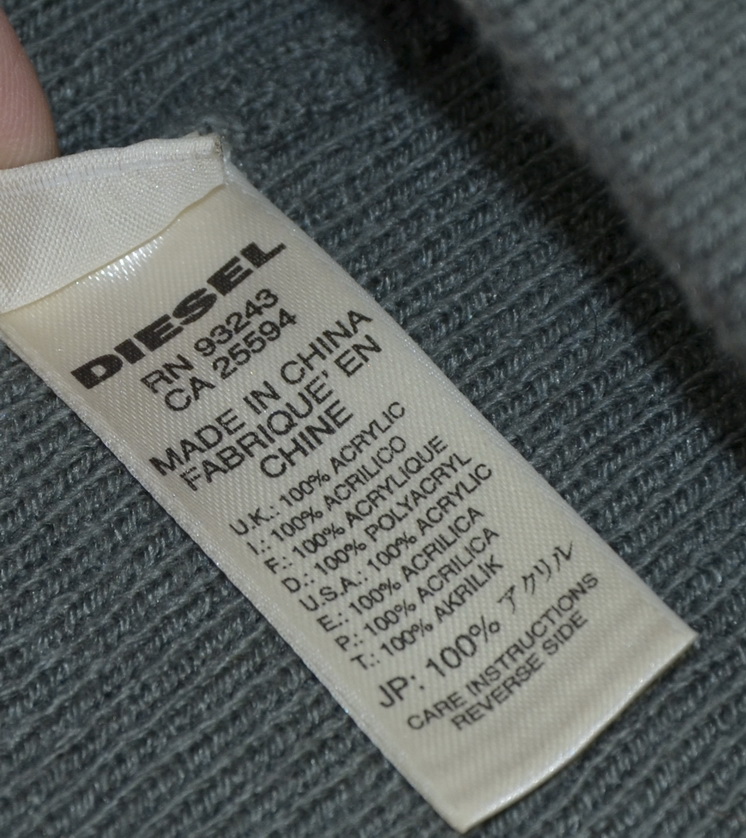 DIESEL
RN 93243
CA 25594
MADE IN CHINA
FABRIQUE' EN
CHINE
U.K.: 100% ACRYLIC
I.: 100% ACRILICO
F.: 100% ACRYLIQUE
D.: 100% POLYACRYL
U.S.A.: 100% ACRYLIC
E.: 100% ACRILICA
P.: 100% ACRILICA
T.: 100% AKRILIK
JP: 100% アクリル
CARE INSTRUCTIONS
REVERSE SIDE